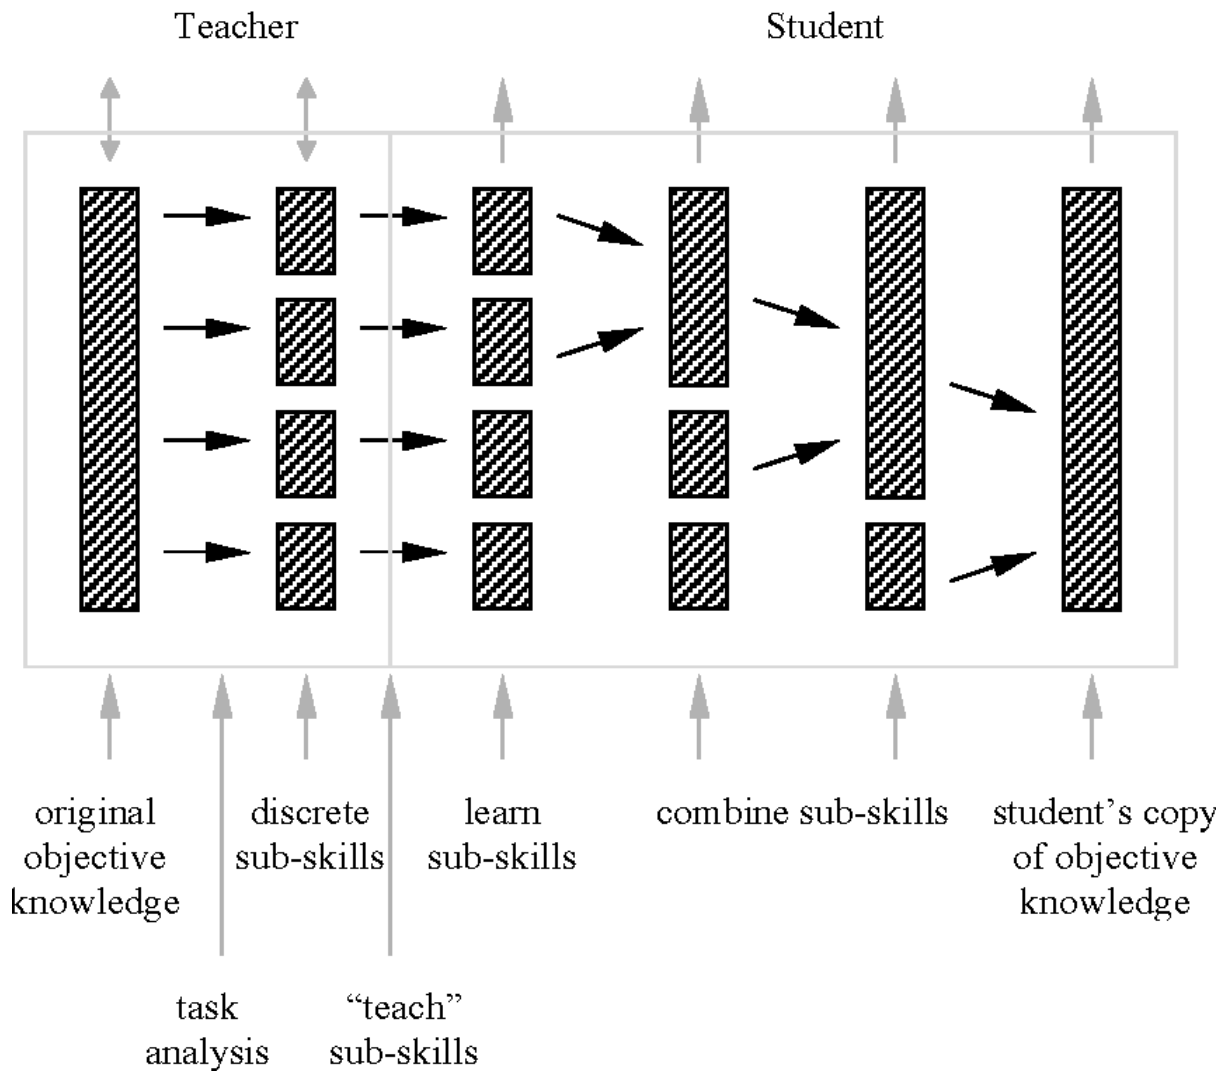 Teacher
Student
original
objective
knowledge
discrete
sub-skills
learn
sub-skills
combine sub-skills
student’s copy
of objective
knowledge
task
analysis
“teach”
sub-skills